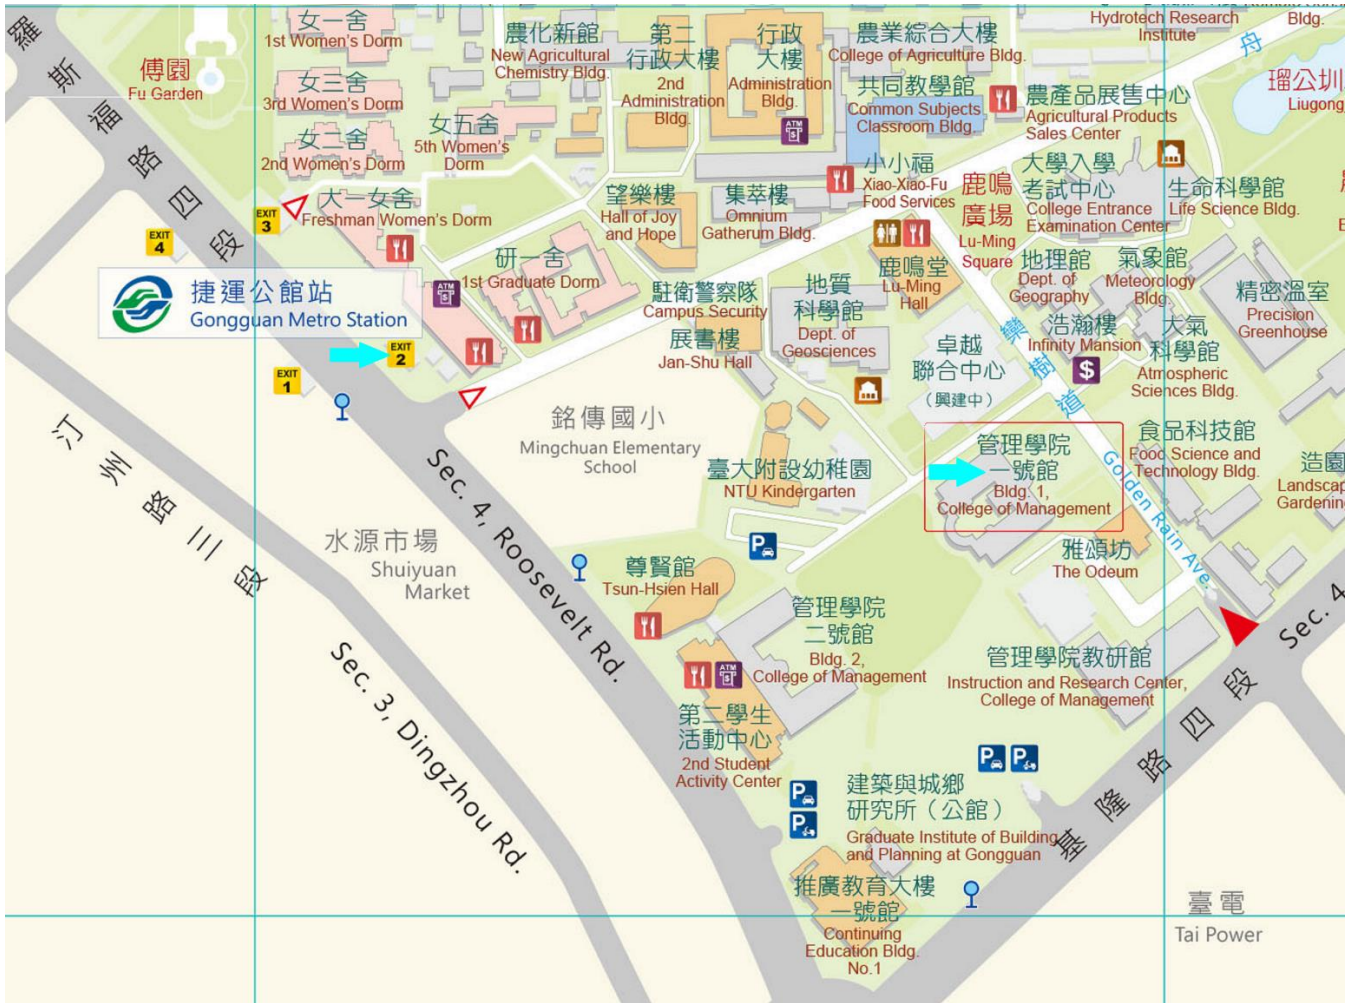 羅斯福路四段
傅園
Fu Garden
女一舍
1st Women's Dorm
女三舍
3rd Women's Dorm
女二舍
2nd Women's Dorm
大一女舍
Freshman Women's Dorm
女五舍
5th Women's
Dorm
農化新館
New Agricultural
Chemistry Bldg.
第二
行政大樓
2nd
Administration
Bldg.
行政
大樓
Administration
Bldg.
ATM
農業綜合大樓
College of Agriculture Bldg.
共同教學館
Common Subjects
Classroom Bldg.
Hydrotech Research
Institute
Bldg.
舟
瑠公圳
農產品展售中心
Agricultural Products
Sales Center
小小福
Xiao-Xiao-Fu
Food Services
鹿鳴
廣場
Lu-Ming
Square
大學入學
考試中心
College Entrance
Examination Center
生命科學館
Life Science Bldg.
望樂樓
Hall of Joy
and Hope
集萃樓
Omnium
Gatherum Bldg.
研一舍
1st Graduate Dorm
ATM
EXIT
3
EXIT
4
捷運公館站
Gongguan Metro Station
EXIT
2
EXIT
1
駐衛警察隊
Campus Security
展書樓
Jan-Shu Hall
地質
科學館
Dept. of
Geosciences
鹿鳴堂
Lu-Ming
Hall
地理館
Dept. of
Geography
氣象館
Meteorology
Bldg.
精密溫室
Precision
Greenhouse
浩瀚樓
Infinity Mansion
大氣
科學館
Atmospheric
Sciences Bldg.
$
卓越
聯合中心
（興建中）
欒樹道
Golden Rain Ave.
銘傳國小
Mingchuan Elementary
School
臺大附設幼稚園
NTU Kindergarten
管理學院
一號館
Bldg. 1,
College of Management
食品科技館
Food Science and
Technology Bldg.
造園
雅頌坊
The Odeum
汀州路三段
水源市場
Shuiyuan
Market
Sec. 4, Roosevelt Rd.
Sec. 3, Dingzhou Rd.
P
尊賢館
Tsun-Hsien Hall
管理學院
二號館
Bldg. 2,
College of Management
ATM
第二學生
活動中心
2nd Student
Activity Center
管理學院教研館
Instruction and Research Center,
College of Management
Sec. 4
基隆路四段
P
P
P
P
建築與城鄉
研究所（公館）
Graduate Institute of Building
and Planning at Gongguan
推廣教育大樓
一號館
Continuing
Education Bldg.
No.1
臺電
Tai Power